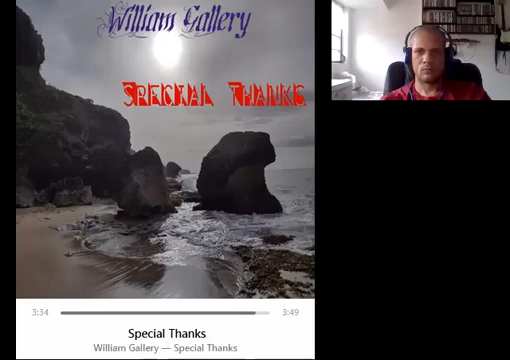 William Gallery
SPECIAL THANKS
3:34
3:49
Special Thanks
William Gallery — Special Thanks